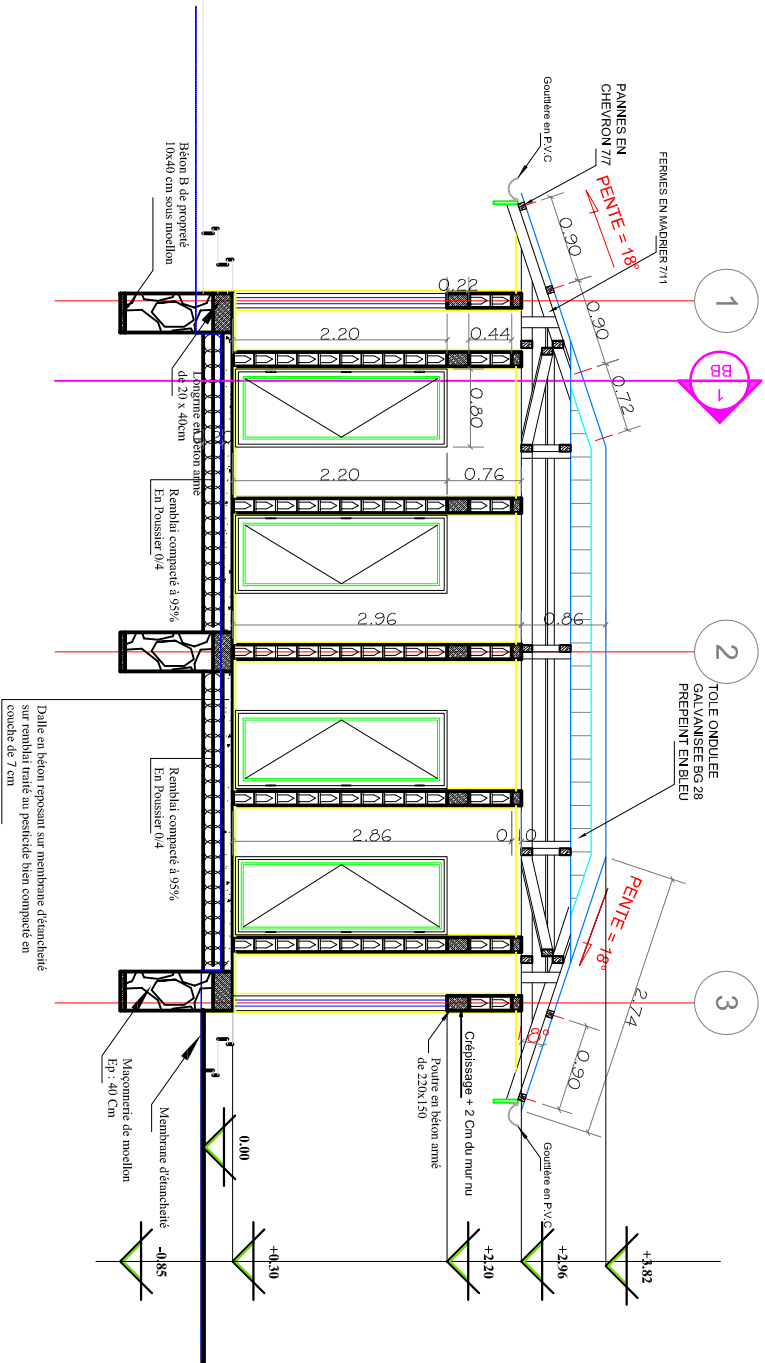 1
2
3
BB
1
PANNES EN
CHEVRON 7/7
FERMES EN MADRIER 7/11
TOLE ONDULEE
GALVANISEE BG 28
PREPEINT EN BLEU
Gouttière en P.V.C
PENTE = 18°
0.90
0.90
0.72
PENTE = 18°
2.74
0.90
Gouttière en P.V.C
0.22
2.20
0.44
0.80
2.20
0.76
2.96
0.86
2.86
0.10
Crépissage + 2 Cm du mur nu
Poutre en béton armé
de 220x150
Béton B de propreté
10x40 cm sous moellon
Longrine en Béton armé
de 20 x 40cm
Remblai compacté à 95%
En Poussier 0/4
Remblai compacté à 95%
En Poussier 0/4
Dalle en béton reposant sur membrane d'étancheité
sur remblai traité au pesticide bien compacté en
couche de 7 cm
Maçonnerie de moellon
Ep : 40 Cm
Membrane d'étancheité
+3.82
+2.96
+2.20
+0.30
0.00
-0.85